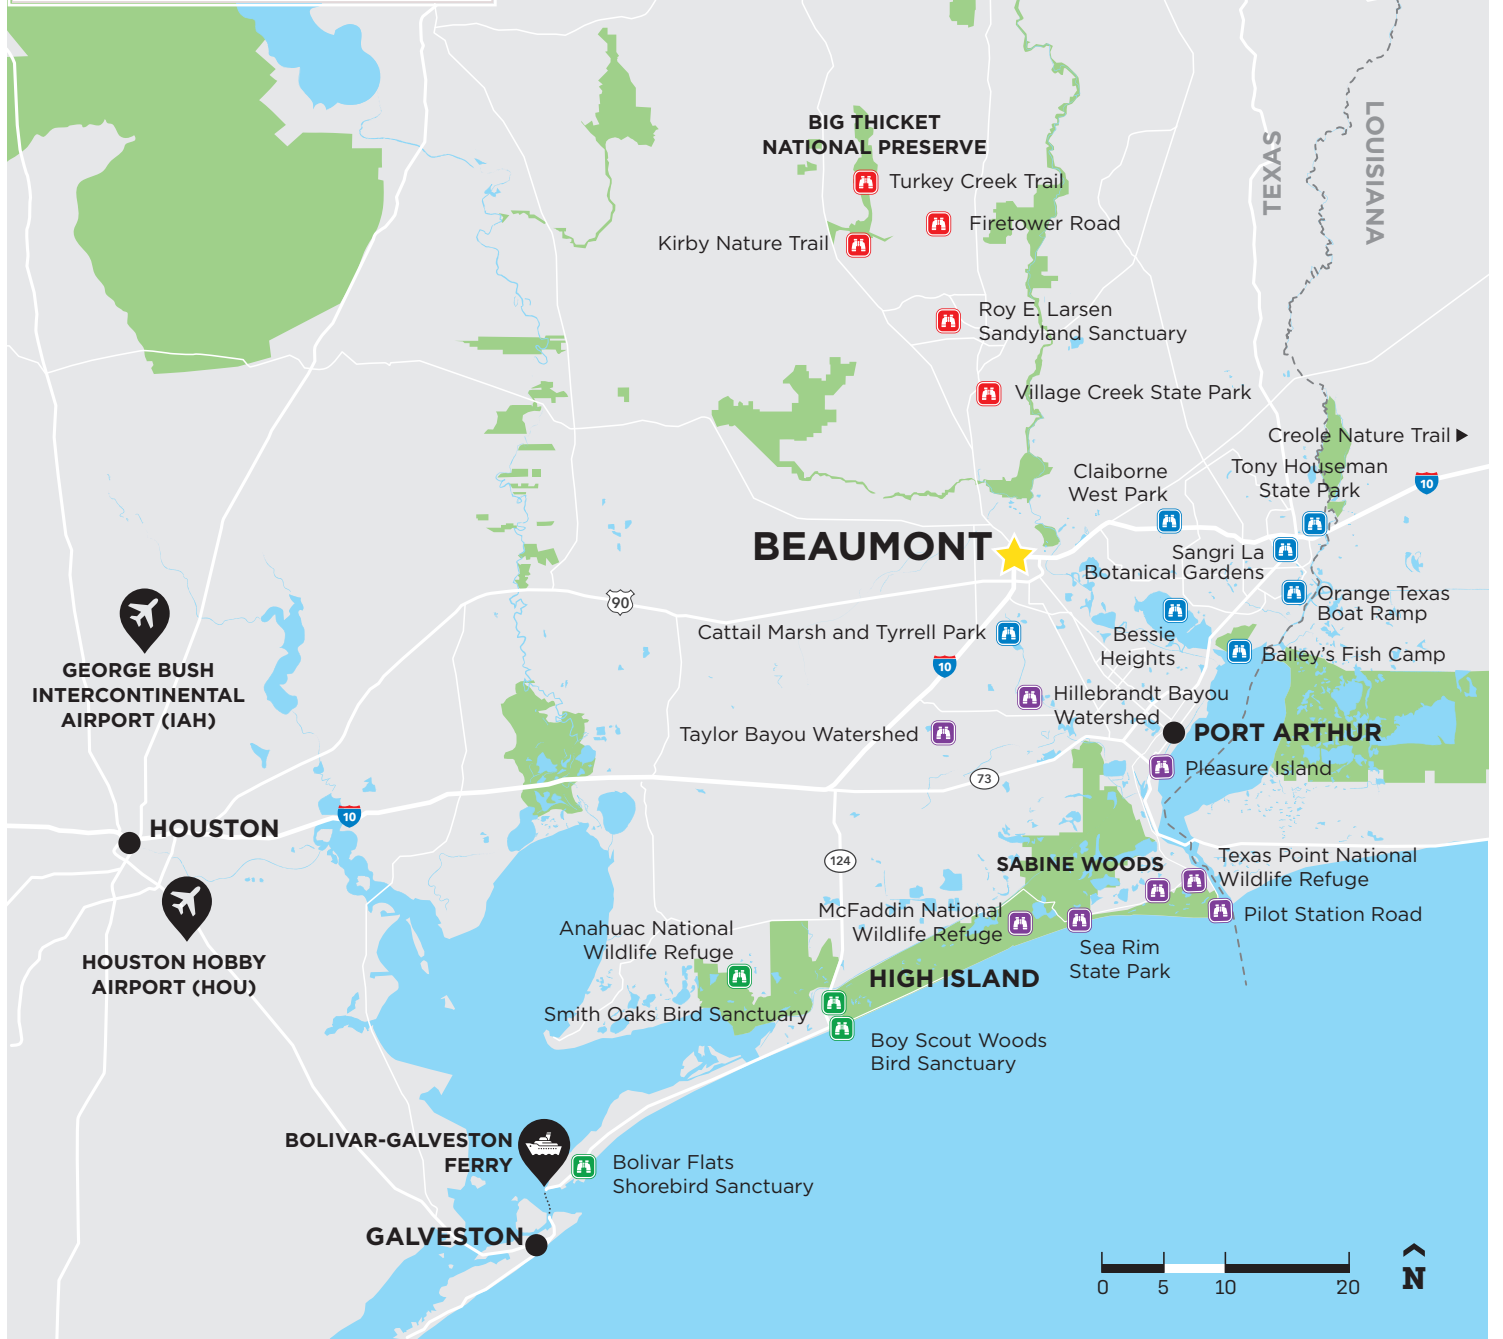 BIG THICKET
NATIONAL PRESERVE
Turkey Creek Trail
Firetower Road
Kirby Nature Trail
TEXAS
LOUISIANA
Roy E. Larsen
Sandyland Sanctuary
Village Creek State Park
Creole Nature Trail
Claiborne
West Park
Tony Houseman
State Park
10
BEAUMONT
Sangri La
Botanical Gardens
90
Orange Texas
Boat Ramp
Cattail Marsh and Tyrrell Park
Bessie
Heights
Bailey's Fish Camp
10
GEORGE BUSH
INTERCONTINENTAL
AIRPORT (IAH)
Hillebrandt Bayou
Watershed
Taylor Bayou Watershed
PORT ARTHUR
Pleasure Island
73
10
HOUSTON
124
SABINE WOODS
Texas Point National
Wildlife Refuge
McFaddin National
Wildlife Refuge
Pilot Station Road
Anahuac National
Wildlife Refuge
Sea Rim
State Park
HOUSTON HOBBY
AIRPORT (HOU)
HIGH ISLAND
Smith Oaks Bird Sanctuary
Boy Scout Woods
Bird Sanctuary
BOLIVAR-GALVESTON
FERRY
Bolivar Flats
Shorebird Sanctuary
GALVESTON
N
0 5 10 20